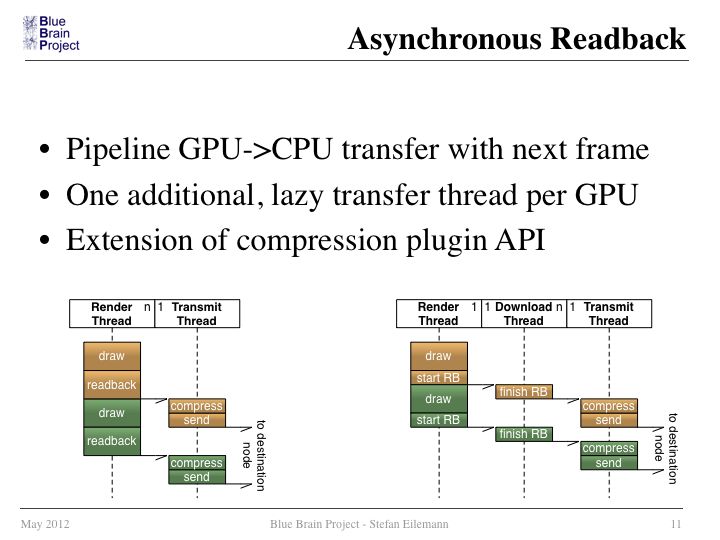 Blue
Brain
Project
Asynchronous Readback
• Pipeline GPU->CPU transfer with next frame
• One additional, lazy transfer thread per GPU
• Extension of compression plugin API
Render n 1 Transmit
Thread Thread
draw
readback
compress
draw
send
readback
compress
send
to destination
node
Render 1 1 Download n 1 Transmit
Thread Thread Thread
draw
start RB
finish RB
draw
compress
start RB
send
finish RB
compress
send
to destination
node
May 2012
Blue Brain Project - Stefan Eilemann
11